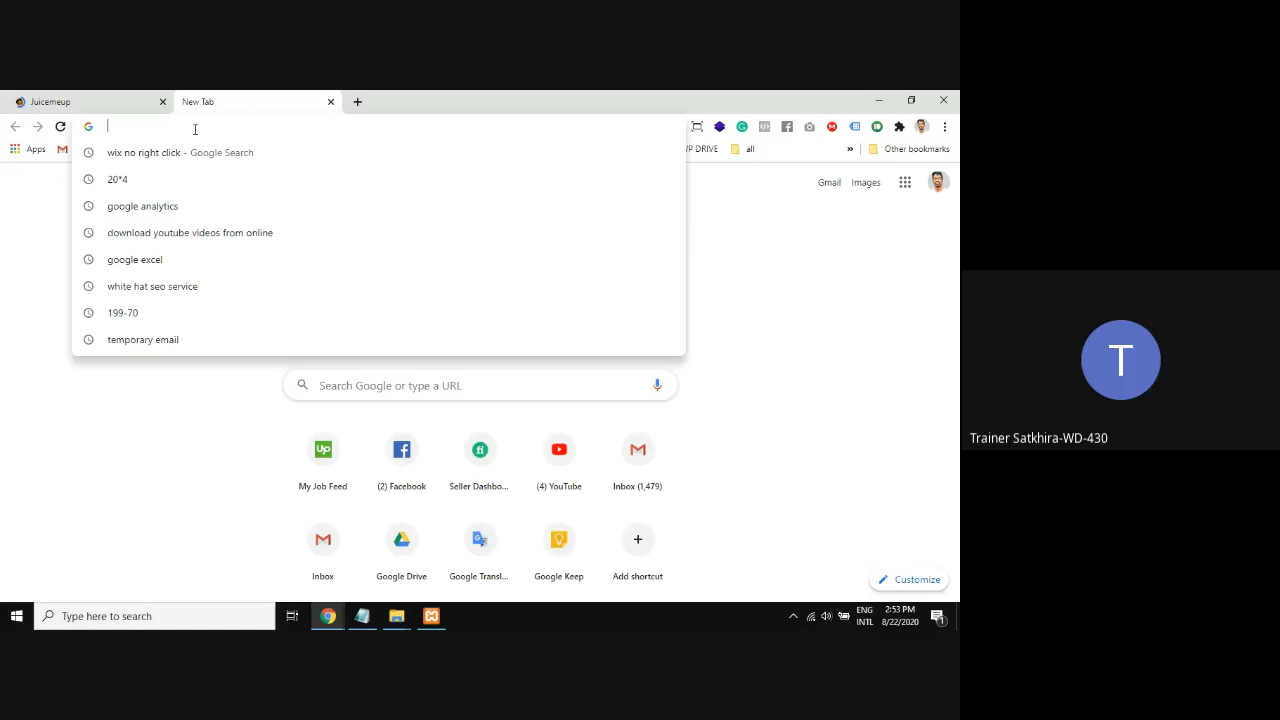 Juicemeup
New Tab
Apps
VP DRIVE
all
»
Other bookmarks
wix no right click - Google Search
20*4
google analytics
download youtube videos from online
google excel
white hat seo service
199-70
temporary email
Gmail
Images
Search Google or type a URL
My Job Feed
(2) Facebook
Seller Dashbo...
(4) YouTube
Inbox (1,479)
Inbox
Google Drive
Google Transl...
Google Keep
Add shortcut
Customize
Type here to search
ENG
INTL
2:53 PM
8/22/2020
T
Trainer Satkhira-WD-430